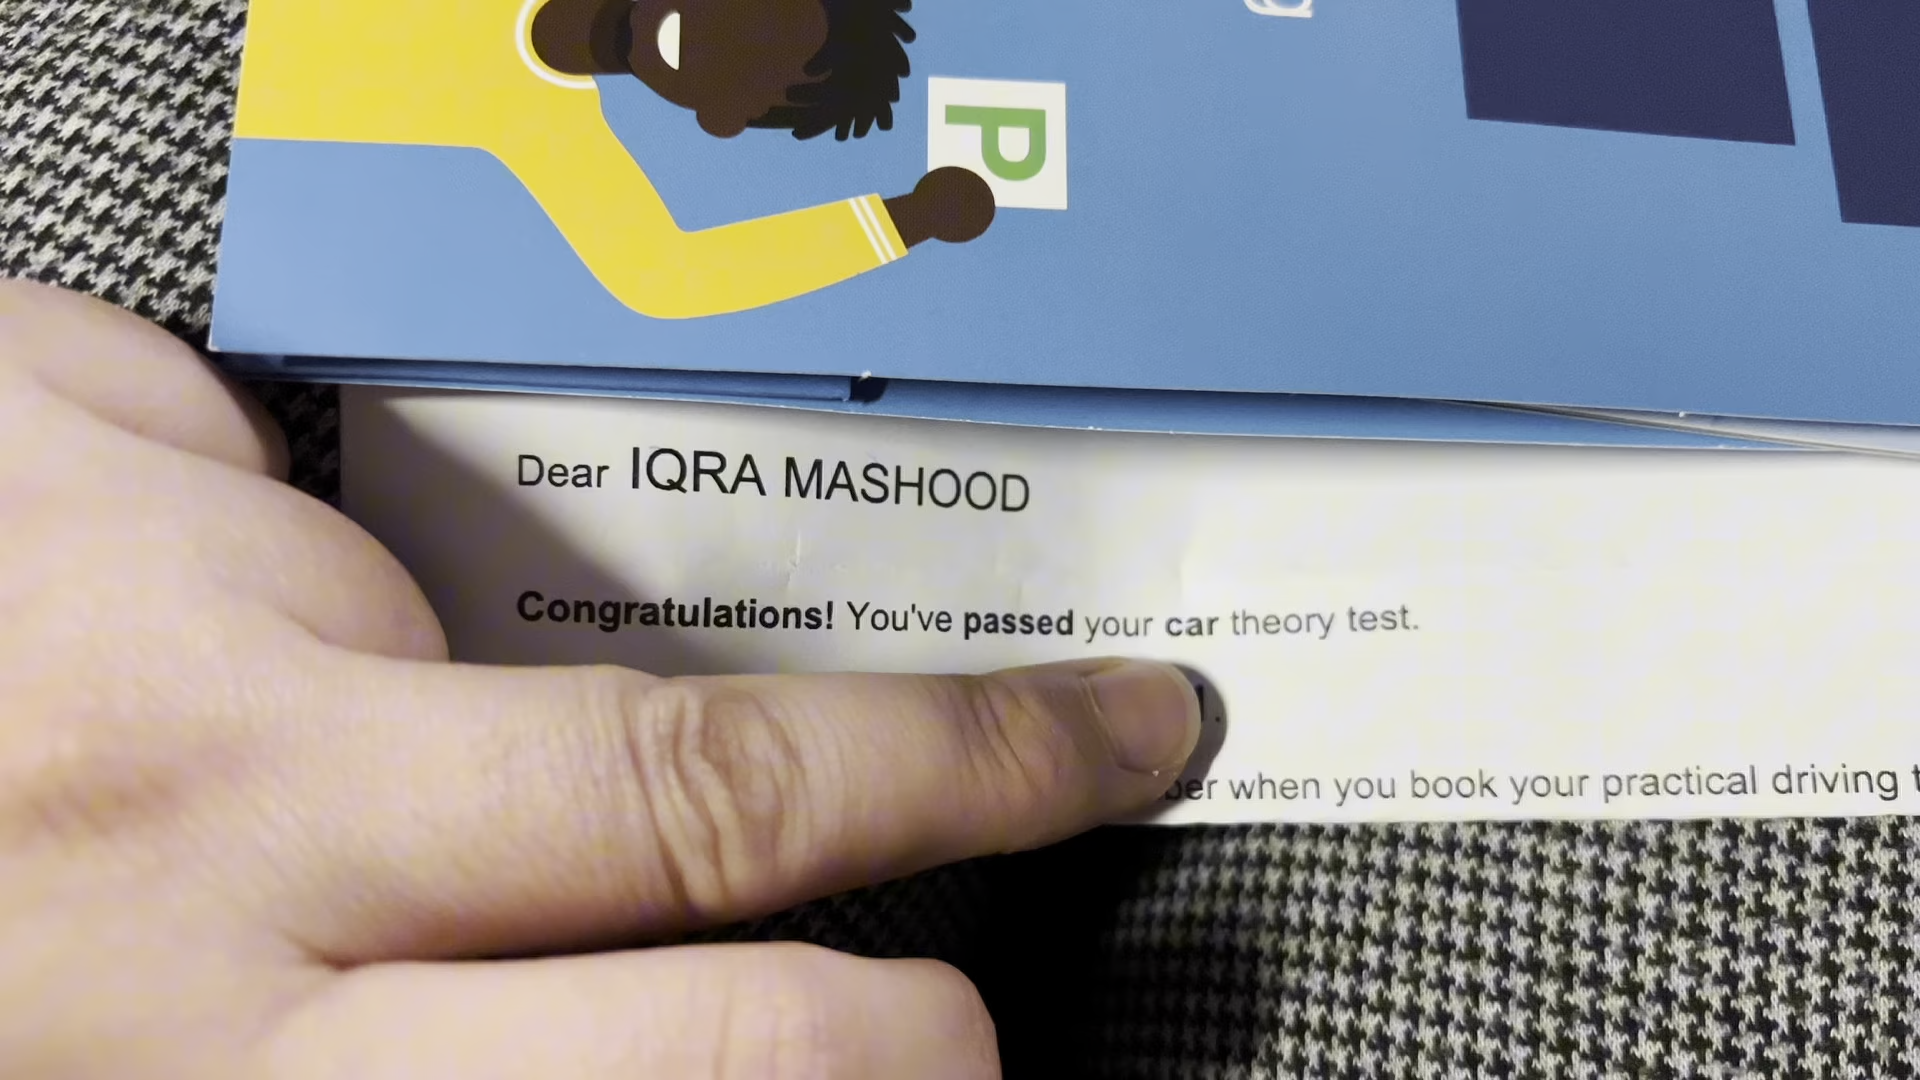 g
P
Dear IQRA MASHOOD
Congratulations! You've passed your car theory test.
when you book your practical driving